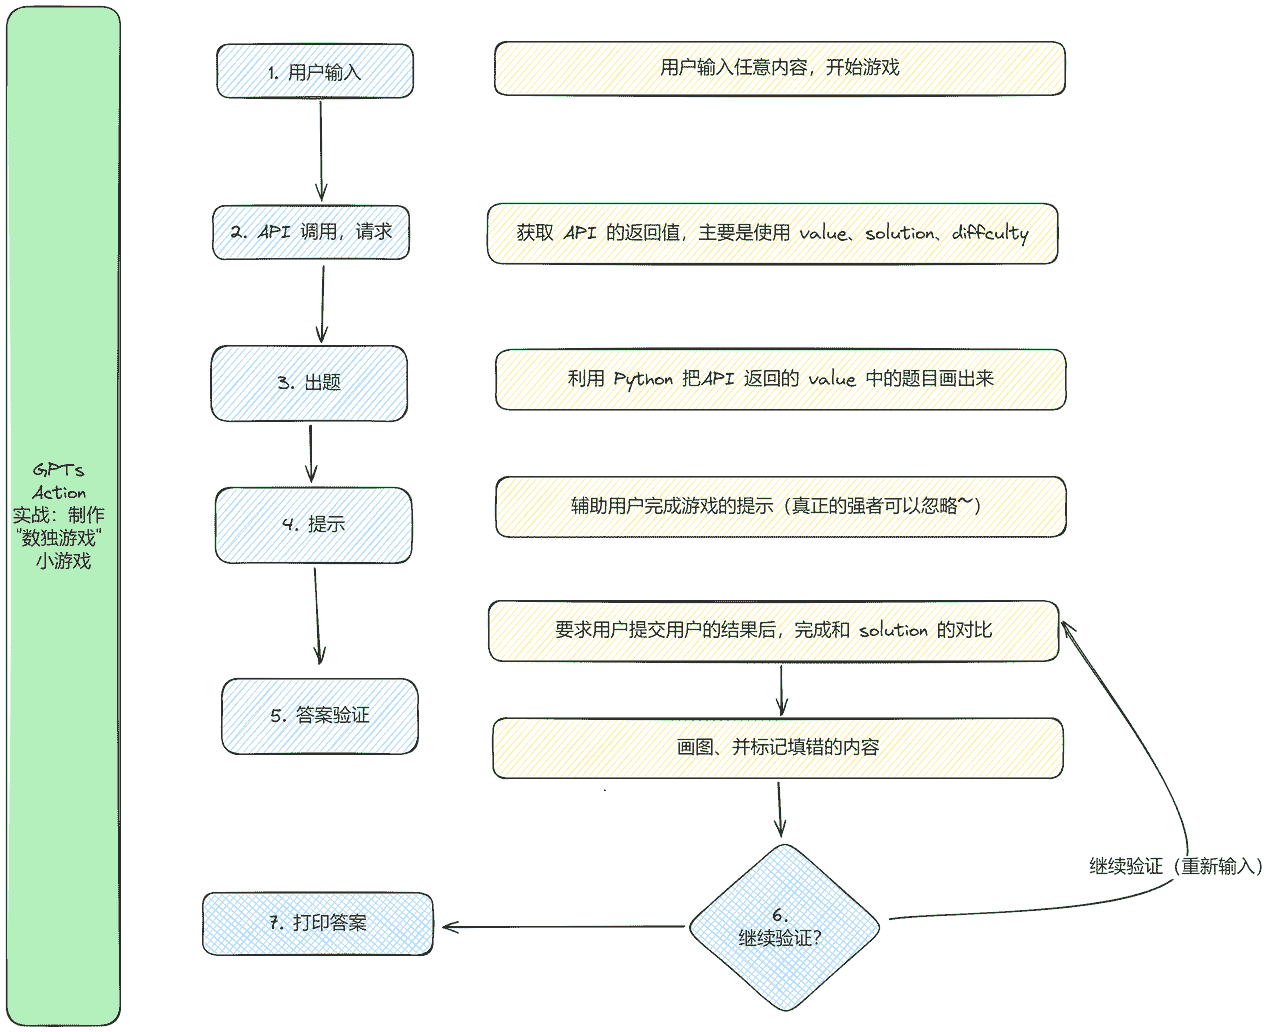 GPTs
Action
实战：制作
"数独游戏"
小游戏
1. 用户输入
用户输入任意内容，开始游戏
2. API 调用，请求
获取 API 的返回值，主要是使用 value、solution、diffculty
3. 出题
利用 Python 把API 返回的 value 中的题目画出来
4. 提示
辅助用户完成游戏的提示（真正的强者可以忽略~）
要求用户提交用户的结果后，完成和 solution 的对比
5. 答案验证
画图、并标记填错的内容
继续验证（重新输入）
6.
继续验证？
7. 打印答案